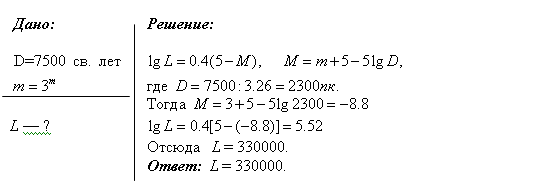 Дано:
D=7500 св. лет
m = 3ᵐ
L — ?
Решение:
lg L = 0.4(5 − M), M = m + 5 − 5lg D,
где D = 7500 : 3.26 = 2300пк.
Тогда M = 3 + 5 − 5lg 2300 = −8.8
lg L = 0.4[5 − (−8.8)] = 5.52
Отсюда L = 330000.
Ответ: L = 330000.